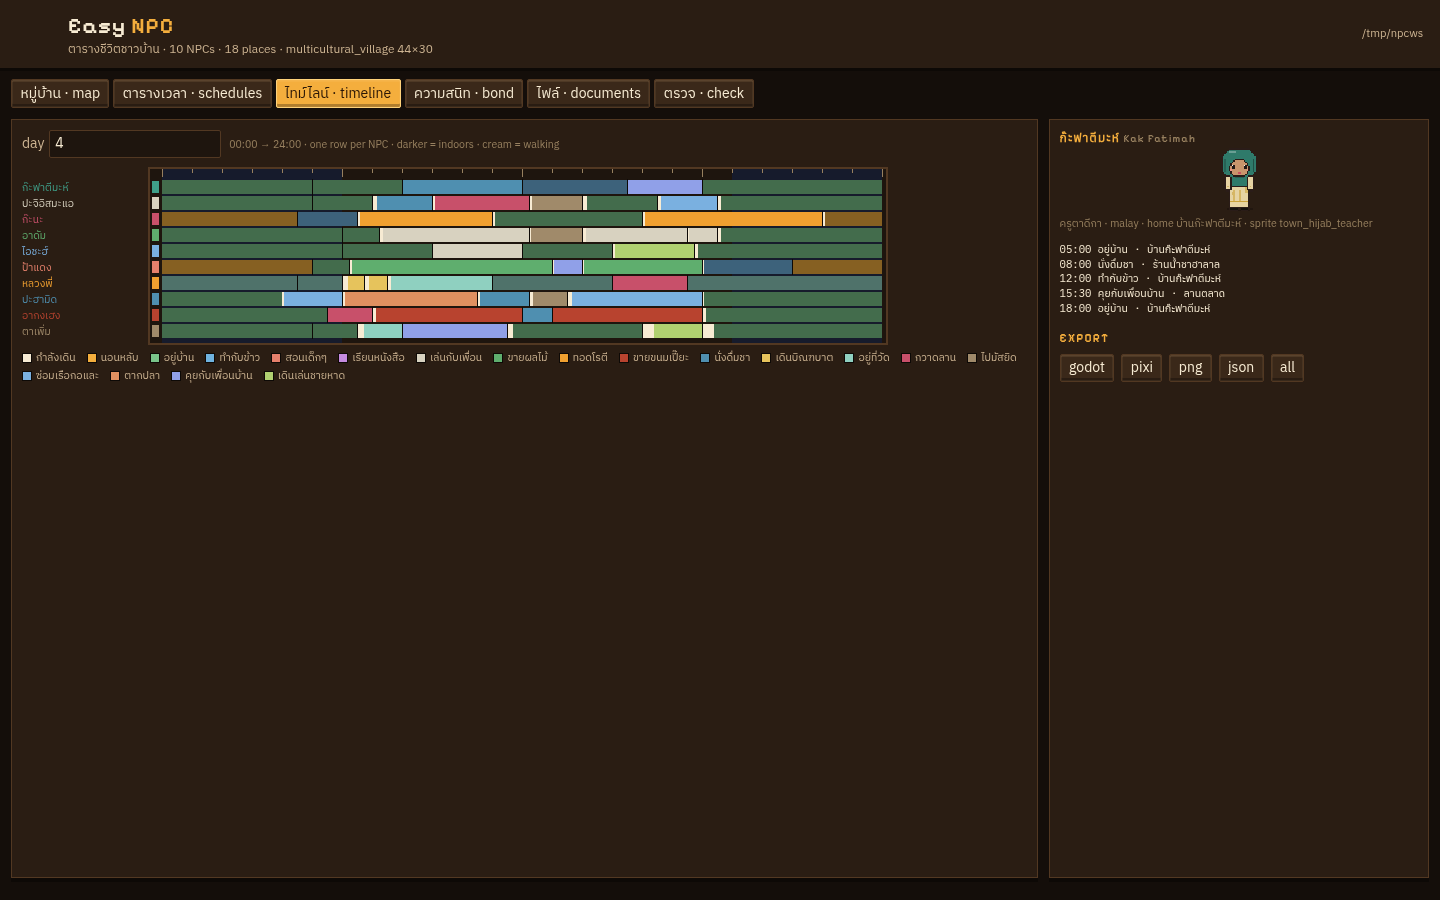 Easy NPC
ตารางชีวิตชาวบ้าน · 10 NPCs · 18 places · multicultural_village 44×30
/tmp/npcws
หมู่บ้าน · map
ตารางเวลา · schedules
ไทม์ไลน์ · timeline
ความสนิท · bond
ไฟล์ · documents
ตรวจ · check
day 4 00:00 → 24:00 · one row per NPC · darker = indoors · cream = walking
ก๊ะฟาตีมะห์
ปะจิอิสมะแอ
ก๊ะนะ
อาดัม
โอซะฮ์
ป้าแดง
หลวงพี่
ปะฮามิด
อากงเฮง
ตาเพิ่ม
กำลังเดิน นอนหลับ อยู่บ้าน ทำกับข้าว สอนเด็กๆ เรียนหนังสือ เล่นกับเพื่อน ขายผลไม้ ทอดโรตี ขายขนมเปี๊ยะ นั่งดื่มชา เดินบิณฑบาต อยู่ที่วัด กวาดลาน ไปมัสยิด
ซ่อมเรือกอและ ตากปลา คุยกับเพื่อนบ้าน เดินเล่นชายหาด
ก๊ะฟาตีมะห์ Kak Fatimah
ครูตาดีกา · malay · home บ้านก๊ะฟาตีมะห์ · sprite town_hijab_teacher
05:00 อยู่บ้าน · บ้านก๊ะฟาตีมะห์
08:00 นั่งดื่มชา · ร้านน้ำชาฮาลาล
12:00 ทำกับข้าว · บ้านก๊ะฟาตีมะห์
15:30 คุยกับเพื่อนบ้าน · ลานตลาด
18:00 อยู่บ้าน · บ้านก๊ะฟาตีมะห์
EXPORT
godot
pixi
png
json
all